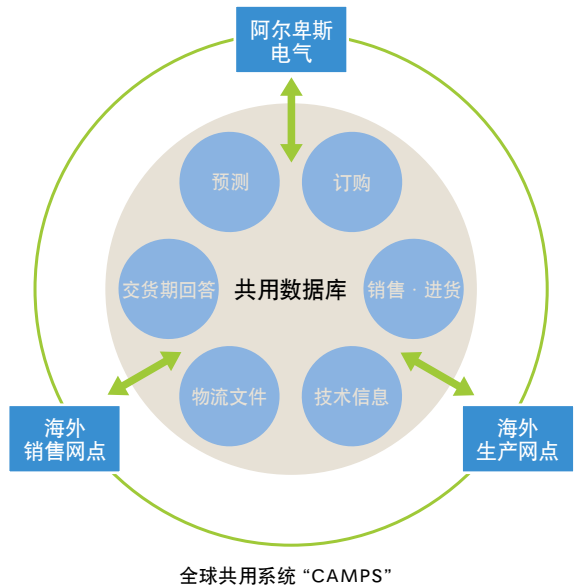 阿尔卑斯
电气
预测
订购
交货期回答
共用数据库
销售·进货
物流文件
技术信息
海外
销售网点
海外
生产网点
全球共用系统 “CAMPS”